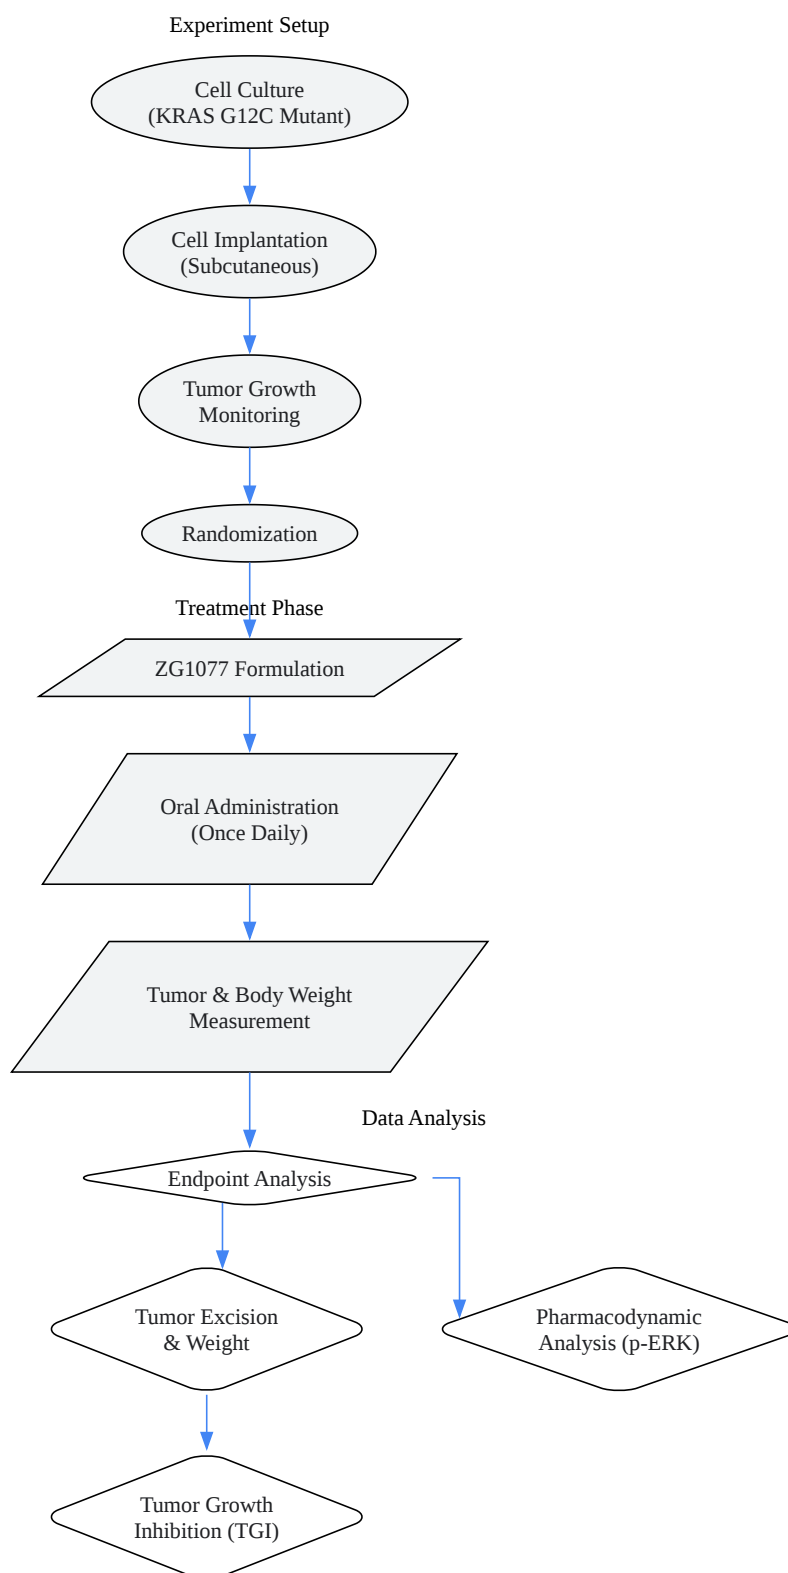 Experiment Setup
Cell Culture
(KRAS G12C Mutant)
Cell Implantation
(Subcutaneous)
Tumor Growth
Monitoring
Randomization
Treatment Phase
ZG1077 Formulation
Oral Administration
(Once Daily)
Tumor & Body Weight
Measurement
Data Analysis
Endpoint Analysis
Tumor Excision
& Weight
Pharmacodynamic
Analysis (p-ERK)
Tumor Growth
Inhibition (TGI)